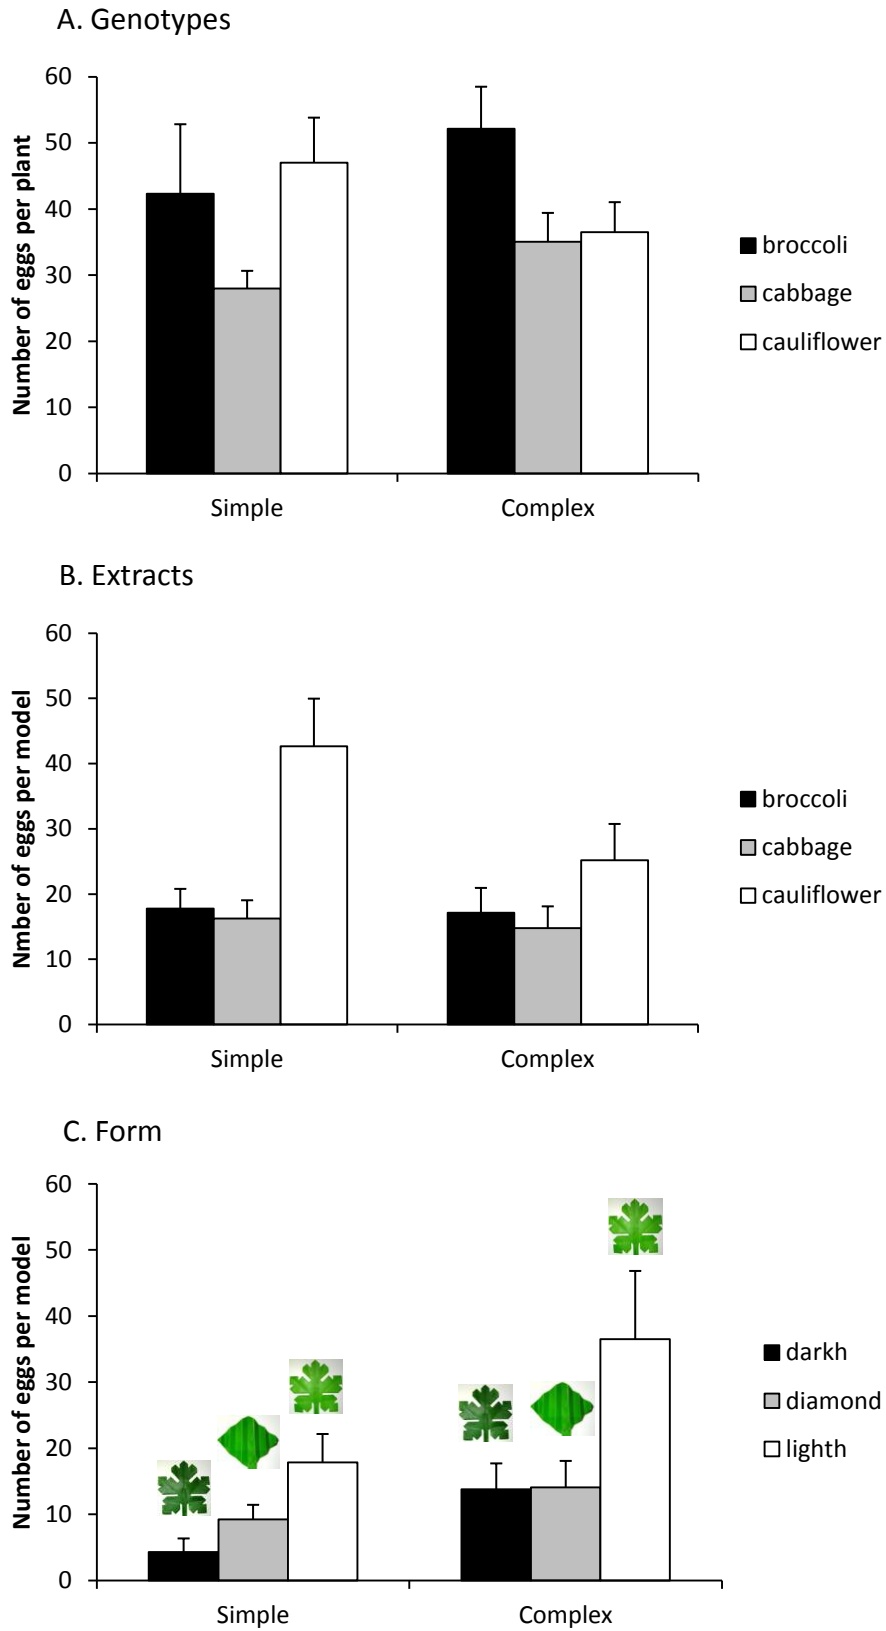 A. Genotypes
Number of eggs per plant
60
50
40
30
20
10
0
Simple
Complex
broccoli
cabbage
cauliflower
B. Extracts
Nmber of eggs per model
60
50
40
30
20
10
0
Simple
Complex
broccoli
cabbage
cauliflower
C. Form
Number of eggs per model
60
50
40
30
20
10
0
Simple
Complex
darkh
diamond
lighth